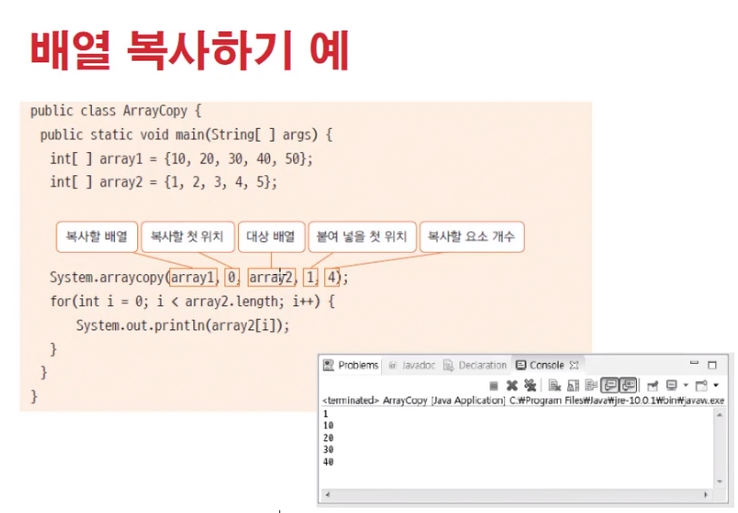 배열 복사하기 예
public class ArrayCopy {
public static void main(String[ ] args) {
int[ ] array1 = {10, 20, 30, 40, 50};
int[ ] array2 = {1, 2, 3, 4, 5};
복사할 배열 복사할 첫 위치 대상 배열 붙여 넣을 첫 위치 복사할 요소 개수
System.arraycopy(array1, 0, array2, 1, 4);
for(int i = 0; i < array2.length; i++) {
System.out.println(array2[i]);
}
}
}
Problems @ Javadoc Declaration Console
<terminated> ArrayCopy [Java Application] C:₩Program Files₩Java₩jre-10.0.1₩bin₩javaw.exe
1
10
20
30
40